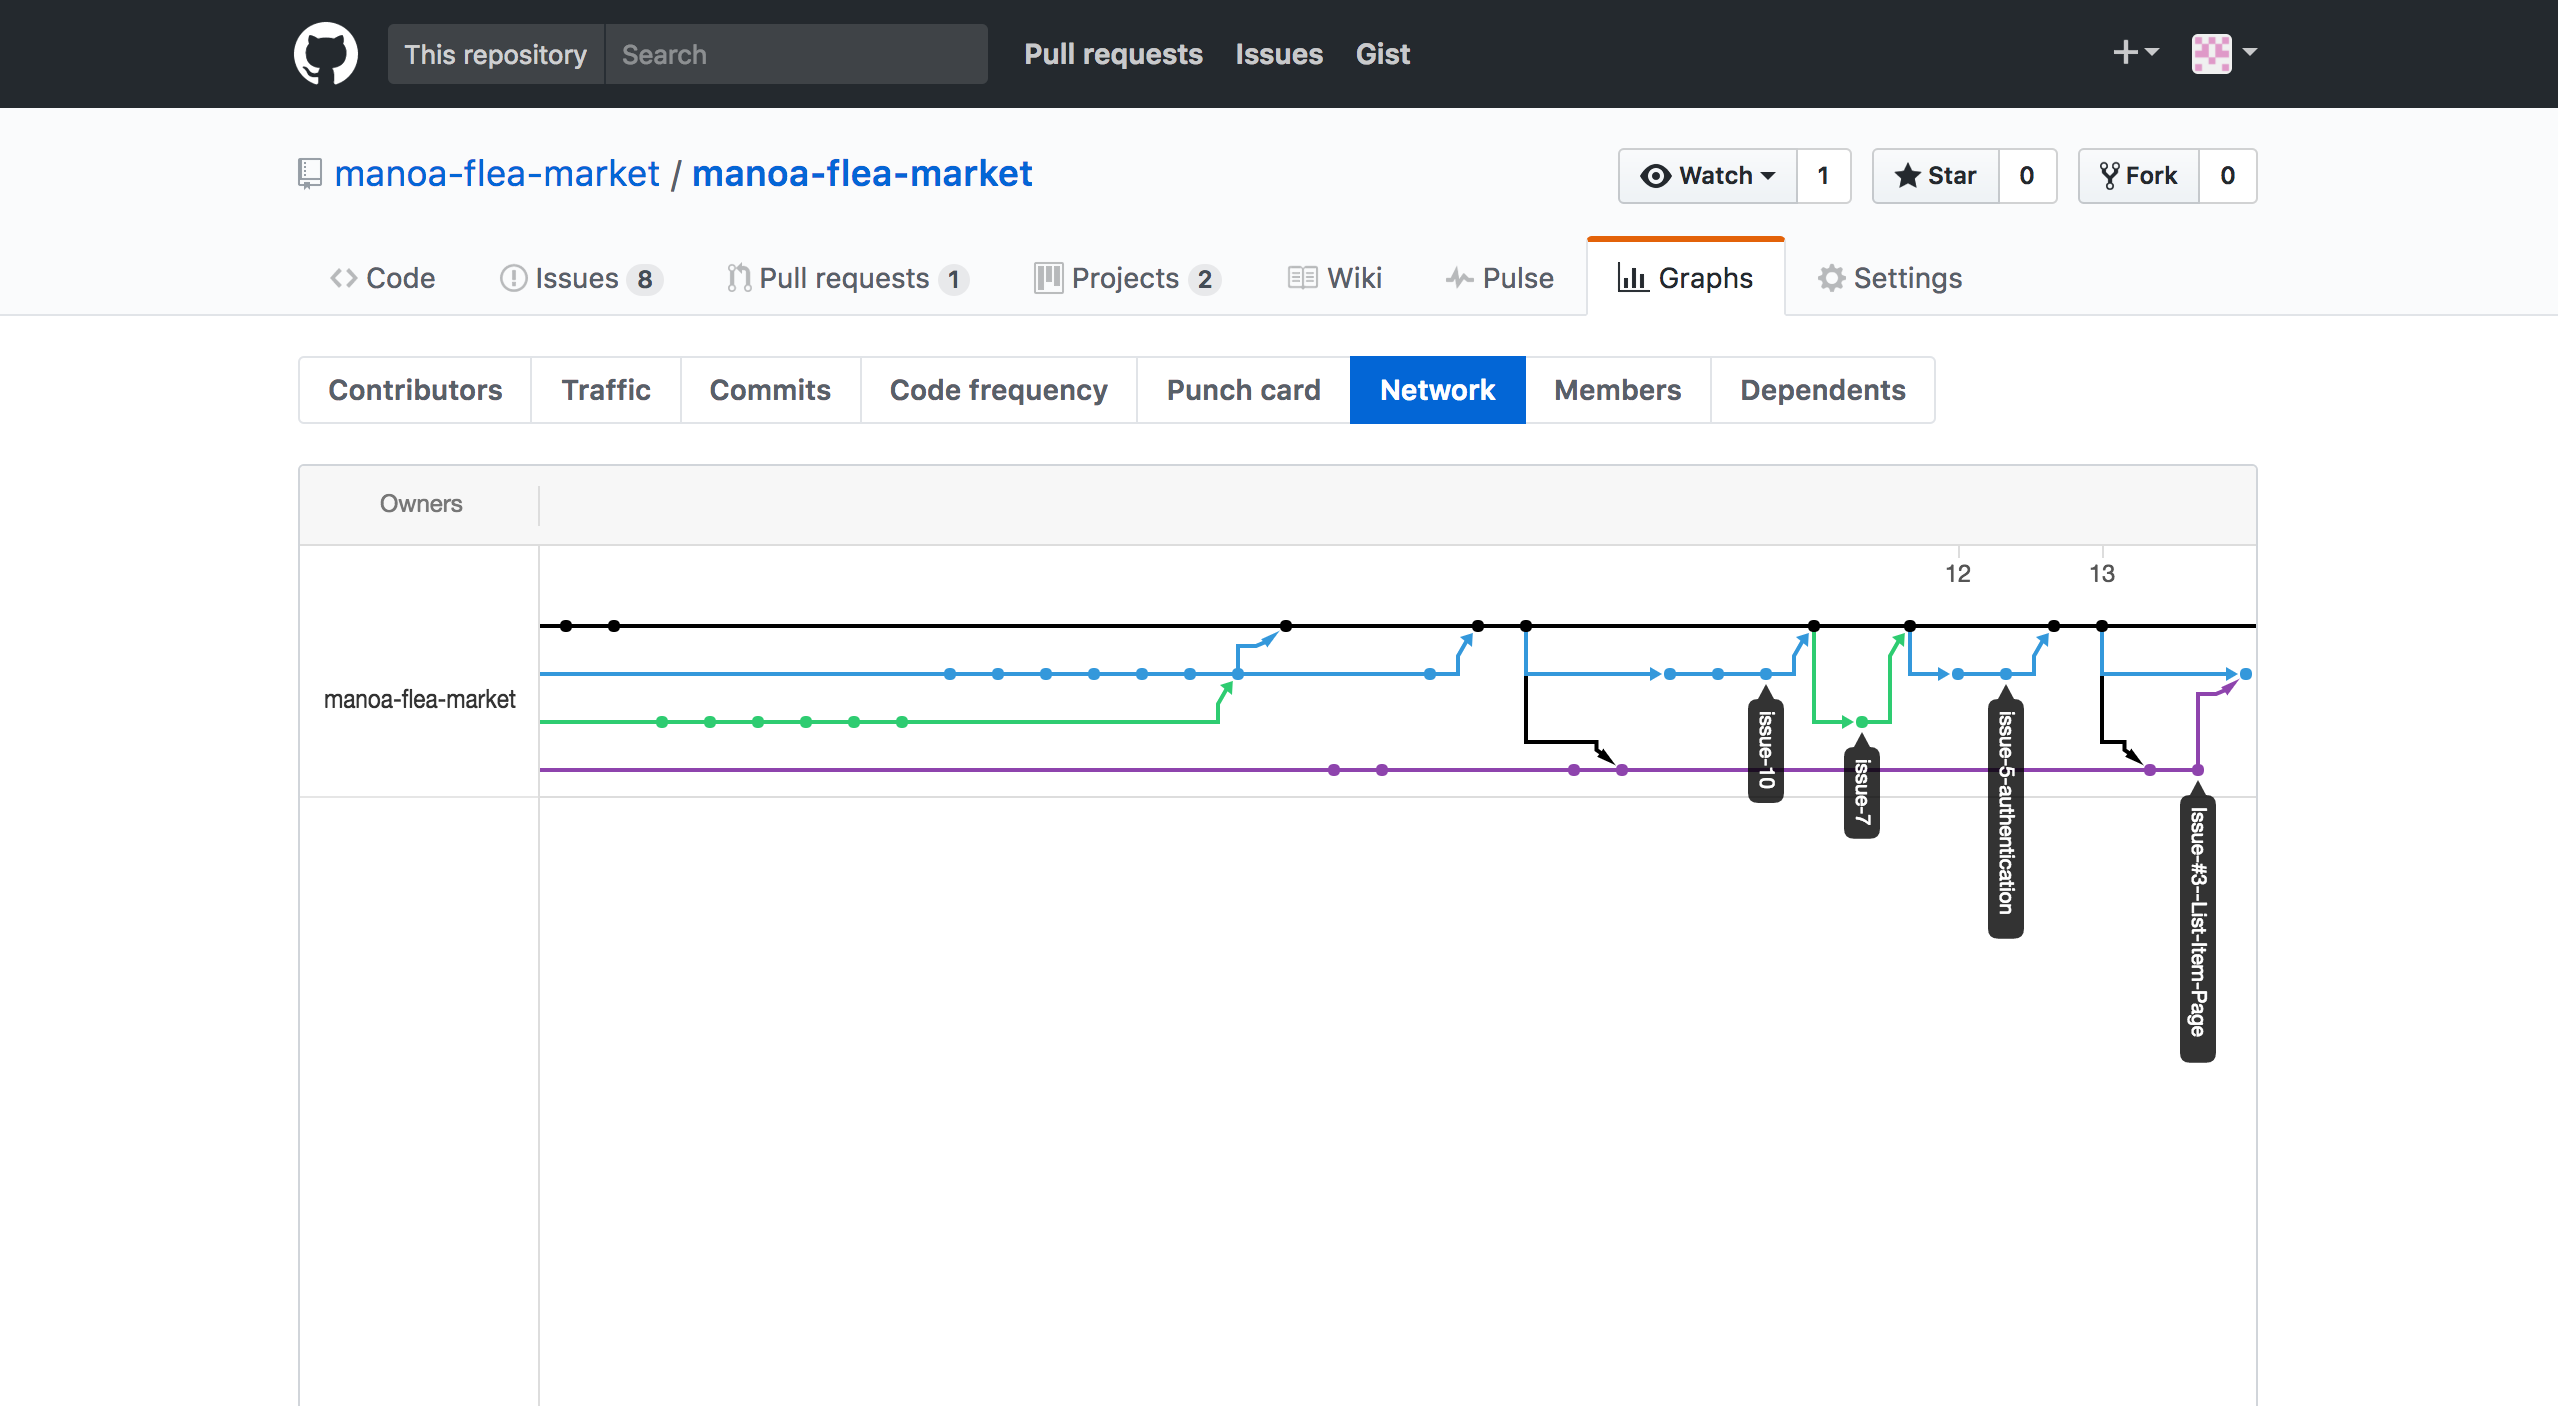 This repository Search Pull requests Issues Gist
manoa-flea-market / manoa-flea-market
Watch 1 Star 0 Fork 0
Code Issues 8 Pull requests 1 Projects 2 Wiki Pulse Graphs Settings
Contributors Traffic Commits Code frequency Punch card Network Members Dependents
Owners
12 13
manoa-flea-market
issue-10
issue-7
issue-5-authentication
Issue-#3--List-Item-Page